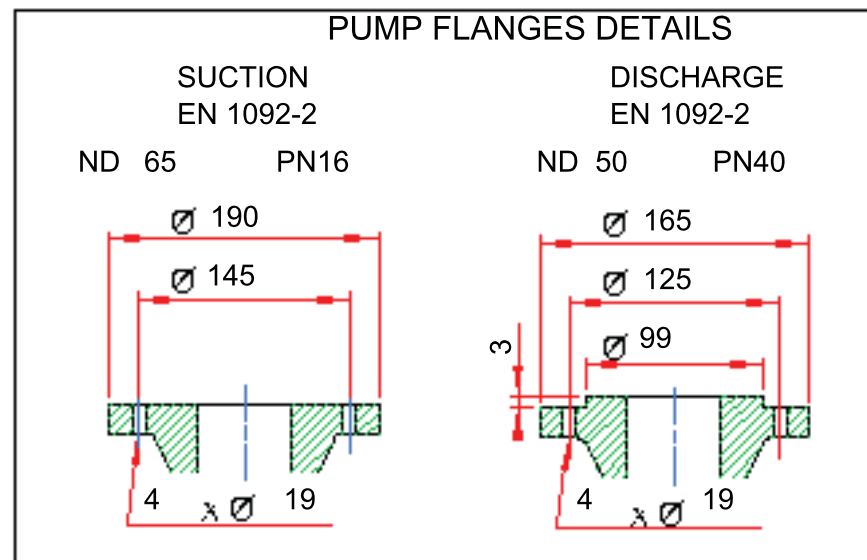 PUMP FLANGES DETAILS
SUCTION
EN 1092-2
ND 65 PN16
Ø 190
Ø 145
4 x Ø 19
DISCHARGE
EN 1092-2
ND 50 PN40
Ø 165
Ø 125
Ø 99
3
4 x Ø 19